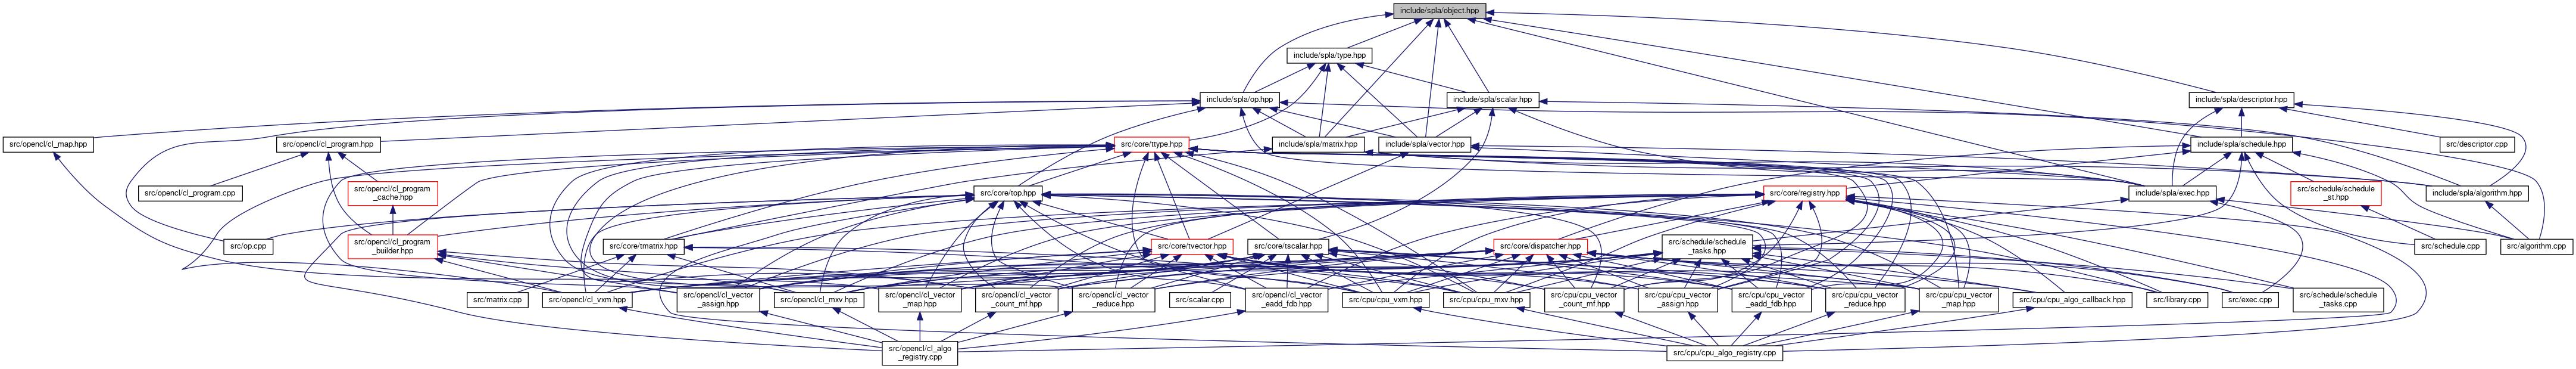 include/spla/object.hpp
include/spla/type.hpp
include/spla/op.hpp
include/spla/scalar.hpp
include/spla/descriptor.hpp
src/opencl/cl_map.hpp
src/opencl/cl_program.hpp
src/core/ttype.hpp
include/spla/matrix.hpp
include/spla/vector.hpp
include/spla/schedule.hpp
src/descriptor.cpp
src/opencl/cl_program.cpp
src/opencl/cl_program
_cache.hpp
src/core/top.hpp
src/core/registry.hpp
include/spla/exec.hpp
src/schedule/schedule
_st.hpp
include/spla/algorithm.hpp
src/op.cpp
src/opencl/cl_program
_builder.hpp
src/core/tmatrix.hpp
src/core/tvector.hpp
src/core/tscalar.hpp
src/core/dispatcher.hpp
src/schedule/schedule
_tasks.hpp
src/schedule.cpp
src/algorithm.cpp
src/matrix.cpp
src/opencl/cl_vxm.hpp
src/opencl/cl_vector
_assign.hpp
src/opencl/cl_mxv.hpp
src/opencl/cl_vector
_map.hpp
src/opencl/cl_vector
_count_mf.hpp
src/opencl/cl_vector
_reduce.hpp
src/scalar.cpp
src/opencl/cl_vector
_eadd_fdb.hpp
src/cpu/cpu_vxm.hpp
src/cpu/cpu_mxv.hpp
src/cpu/cpu_vector
_count_mf.hpp
src/cpu/cpu_vector
_assign.hpp
src/cpu/cpu_vector
_eadd_fdb.hpp
src/cpu/cpu_vector
_reduce.hpp
src/cpu/cpu_vector
_map.hpp
src/cpu/cpu_algo_callback.hpp
src/library.cpp
src/exec.cpp
src/schedule/schedule
_tasks.cpp
src/opencl/cl_algo
_registry.cpp
src/cpu/cpu_algo_registry.cpp